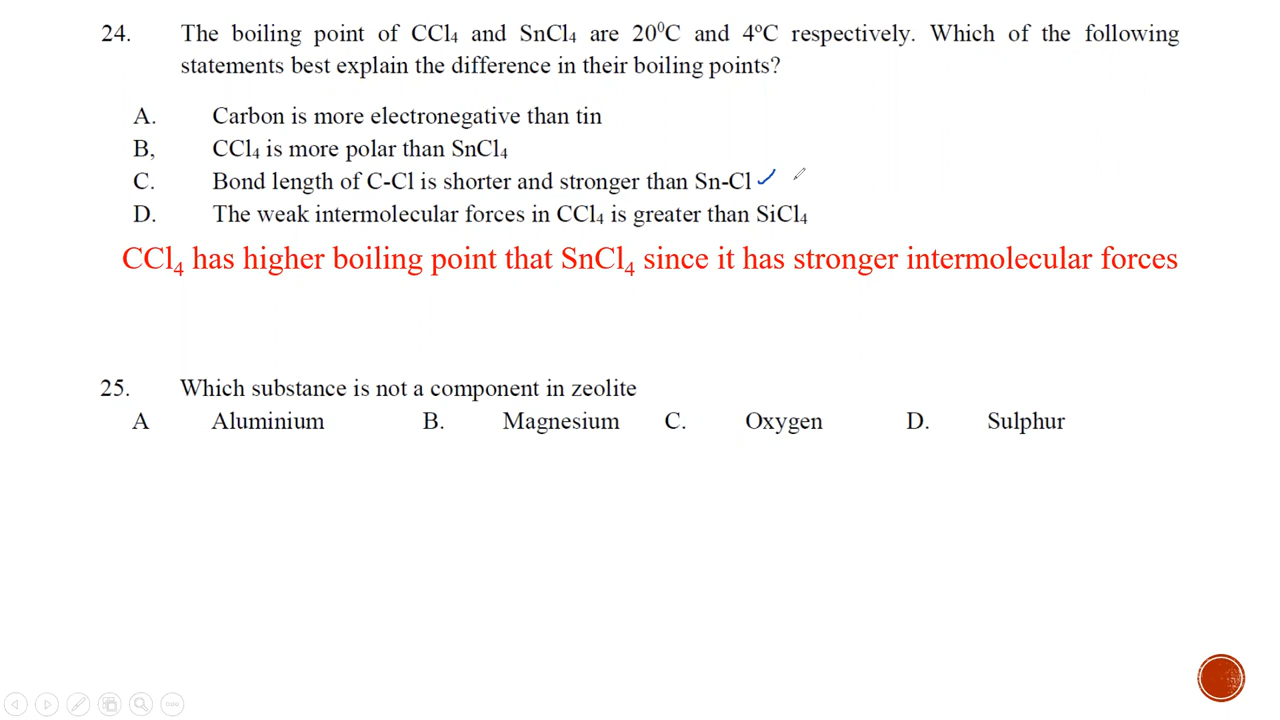 24. The boiling point of CCl₄ and SnCl₄ are 20⁰C and 4ºC respectively. Which of the following
statements best explain the difference in their boiling points?
A. Carbon is more electronegative than tin
B, CCl₄ is more polar than SnCl₄
C. Bond length of C-Cl is shorter and stronger than Sn-Cl ✓
D. The weak intermolecular forces in CCl₄ is greater than SiCl₄
CCl₄ has higher boiling point that SnCl₄ since it has stronger intermolecular forces
25. Which substance is not a component in zeolite
A Aluminium B. Magnesium C. Oxygen D. Sulphur